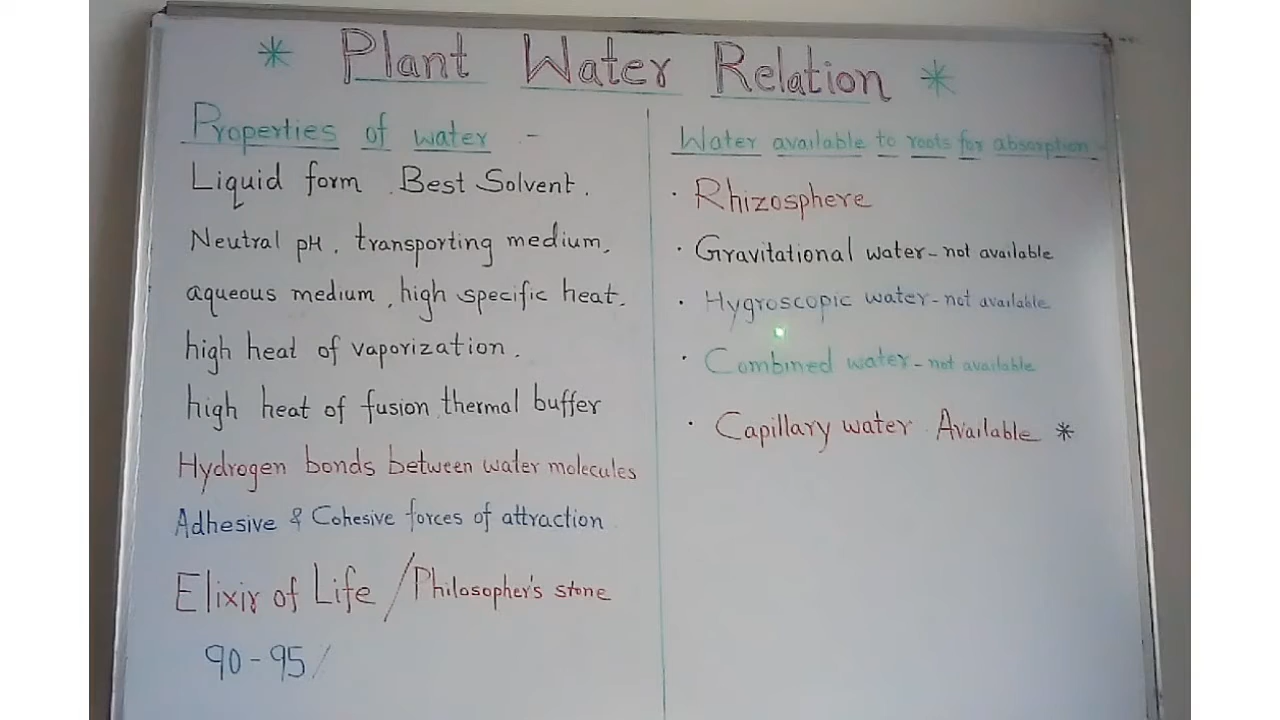 * Plant Water Relation *
Properties of water :-
Liquid form . Best Solvent .
Neutral pH , transporting medium,
aqueous medium , high specific heat.
high heat of vaporization .
high heat of fusion thermal buffer
Hydrogen bonds between water molecules
Adhesive & Cohesive forces of attraction
Elixir of Life / Philosopher's stone
90 - 95 /
Water available to roots for absorption -
· Rhizosphere
· Gravitational water - not available
· Hygroscopic water - not available
· Combined water - not available
· Capillary water . Available *